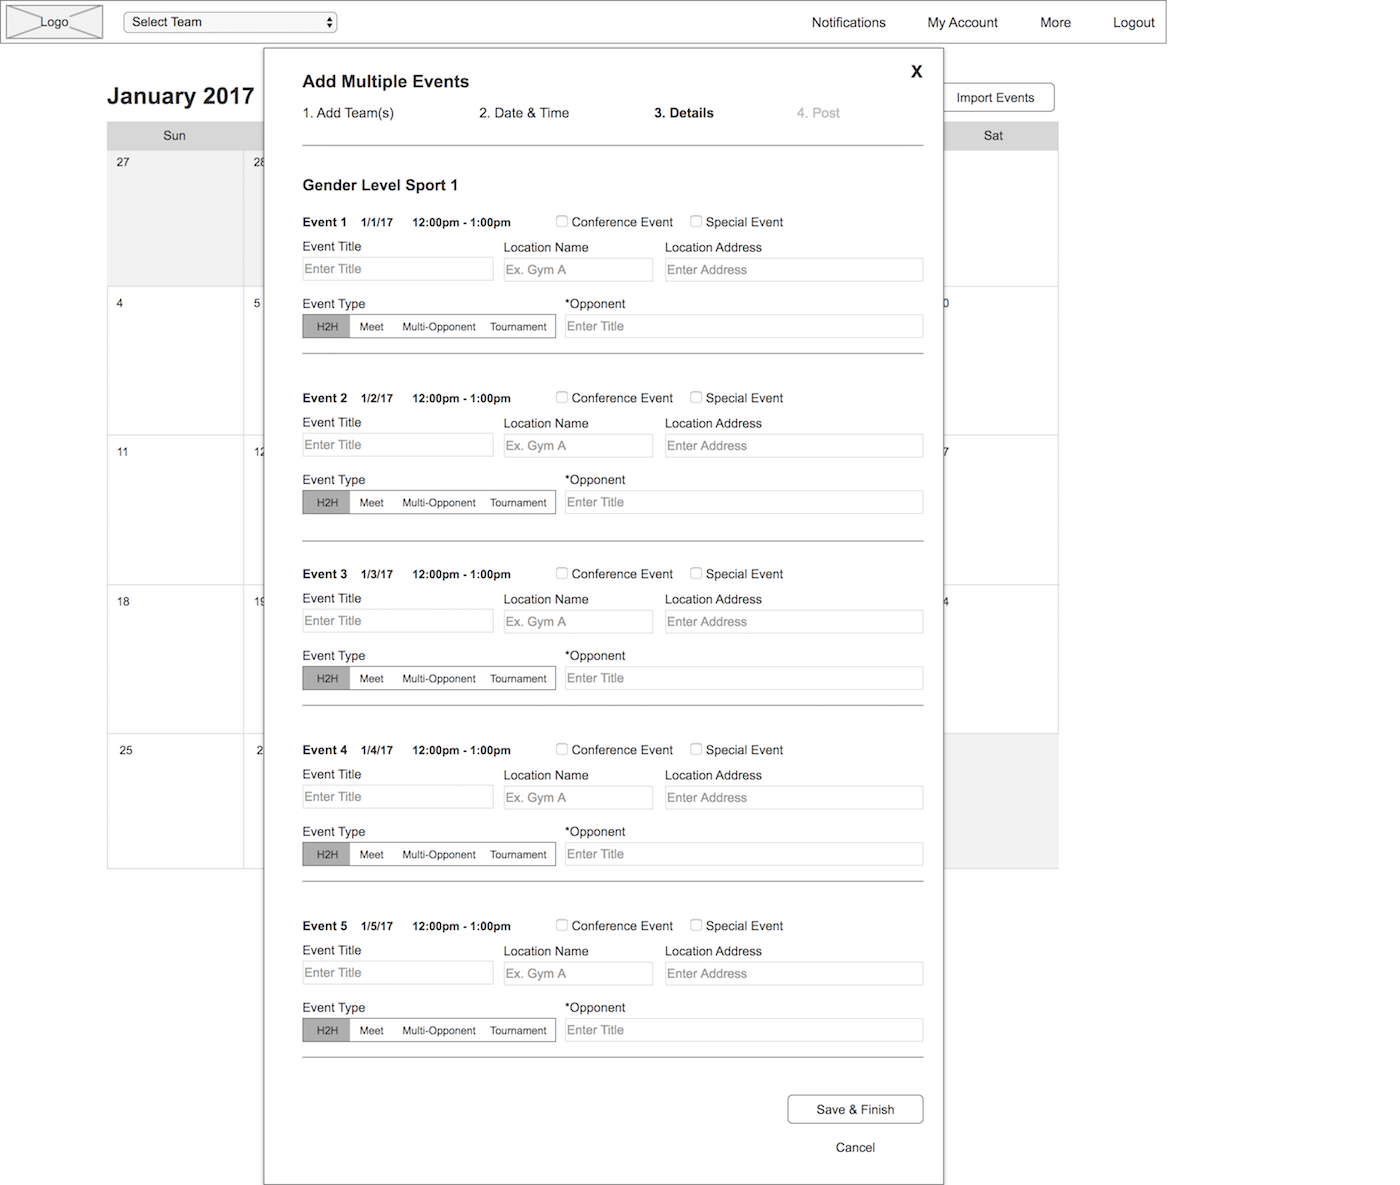 Logo Select Team Notifications My Account More Logout
Add Multiple Events X
January 2017 Import Events
1. Add Team(s) 2. Date & Time 3. Details 4. Post
Sun Sat
27 28
Gender Level Sport 1
Event 1 1/1/17 12:00pm - 1:00pm Conference Event Special Event
Event Title Location Name Location Address
Enter Title Ex. Gym A Enter Address
4 5 Event Type *Opponent 0
H2H Meet Multi-Opponent Tournament Enter Title
Event 2 1/2/17 12:00pm - 1:00pm Conference Event Special Event
Event Title Location Name Location Address
Enter Title Ex. Gym A Enter Address
11 12 7
Event Type *Opponent
H2H Meet Multi-Opponent Tournament Enter Title
Event 3 1/3/17 12:00pm - 1:00pm Conference Event Special Event
18 19 Event Title Location Name Location Address 4
Enter Title Ex. Gym A Enter Address
Event Type *Opponent
H2H Meet Multi-Opponent Tournament Enter Title
25 2 Event 4 1/4/17 12:00pm - 1:00pm Conference Event Special Event
Event Title Location Name Location Address
Enter Title Ex. Gym A Enter Address
Event Type *Opponent
H2H Meet Multi-Opponent Tournament Enter Title
Event 5 1/5/17 12:00pm - 1:00pm Conference Event Special Event
Event Title Location Name Location Address
Enter Title Ex. Gym A Enter Address
Event Type *Opponent
H2H Meet Multi-Opponent Tournament Enter Title
Save & Finish
Cancel